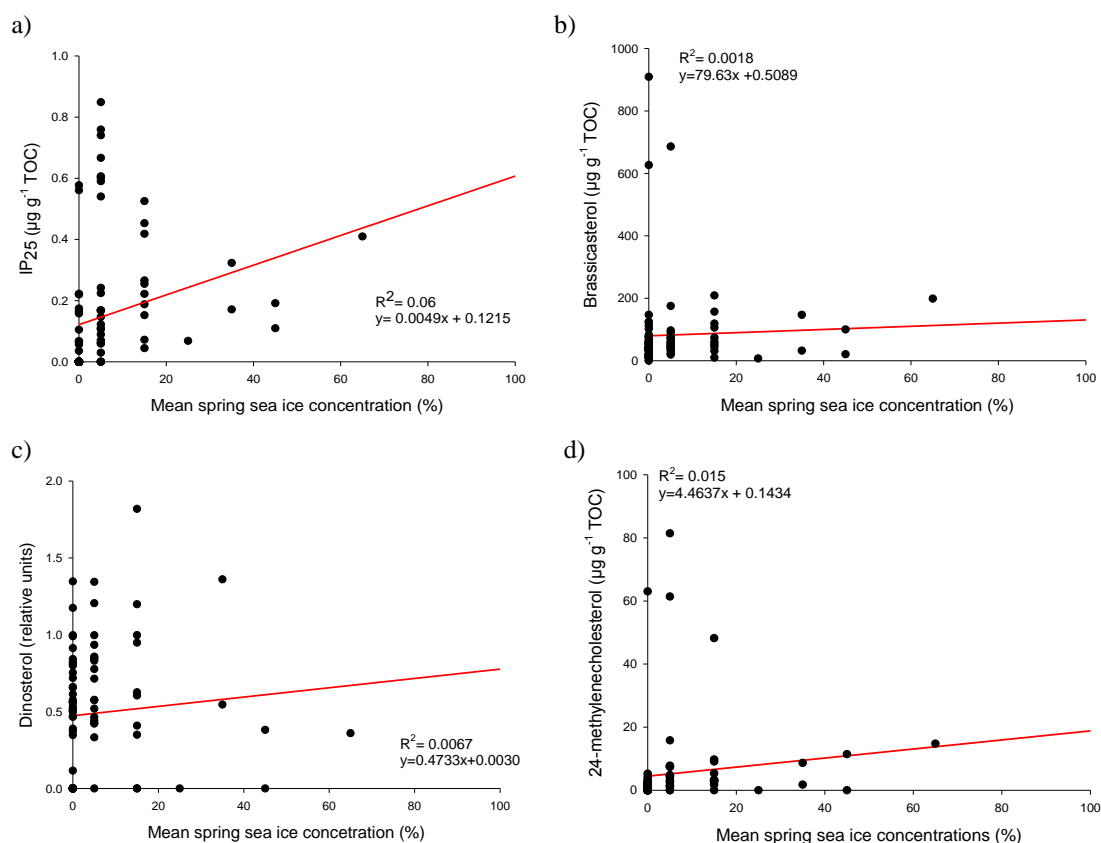 a)
1.0
0.8
0.6
0.4
0.2
0.0
IP25 (µg g-1 TOC)
R2 = 0.06
y= 0.0049x + 0.1215
0 20 40 60 80 100
Mean spring sea ice concentration (%)
b)
1000
800
600
400
200
0
Brassicasterol (µg g-1 TOC)
R2= 0.0018
y=79.63x +0.5089
0 20 40 60 80 100
Mean spring sea ice concentration (%)
c)
2.0
1.5
1.0
0.5
0.0
Dinosterol (relative units)
R2 = 0.0067
y=0.4733x+0.0030
0 20 40 60 80 100
Mean spring sea ice concetration (%)
d)
100
80
60
40
20
0
24-methylenecholesterol (µg g-1 TOC)
R2 = 0.015
y=4.4637x + 0.1434
0 20 40 60 80 100
Mean spring sea ice concentrations (%)